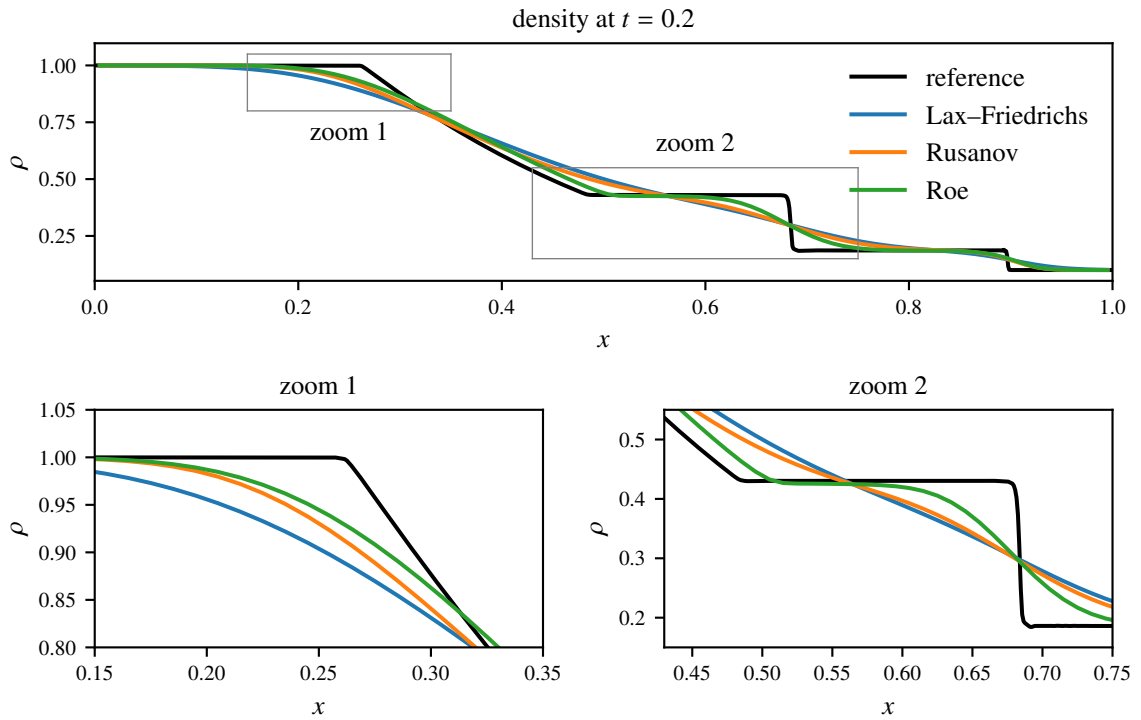 density at t = 0.2
ρ
1.00
0.75
0.50
0.25
zoom 1
zoom 2
reference
Lax–Friedrichs
Rusanov
Roe
0.0 0.2 0.4 0.6 0.8 1.0
x
zoom 1
ρ
1.05
1.00
0.95
0.90
0.85
0.80
0.15 0.20 0.25 0.30 0.35
x
zoom 2
ρ
0.5
0.4
0.3
0.2
0.45 0.50 0.55 0.60 0.65 0.70 0.75
x